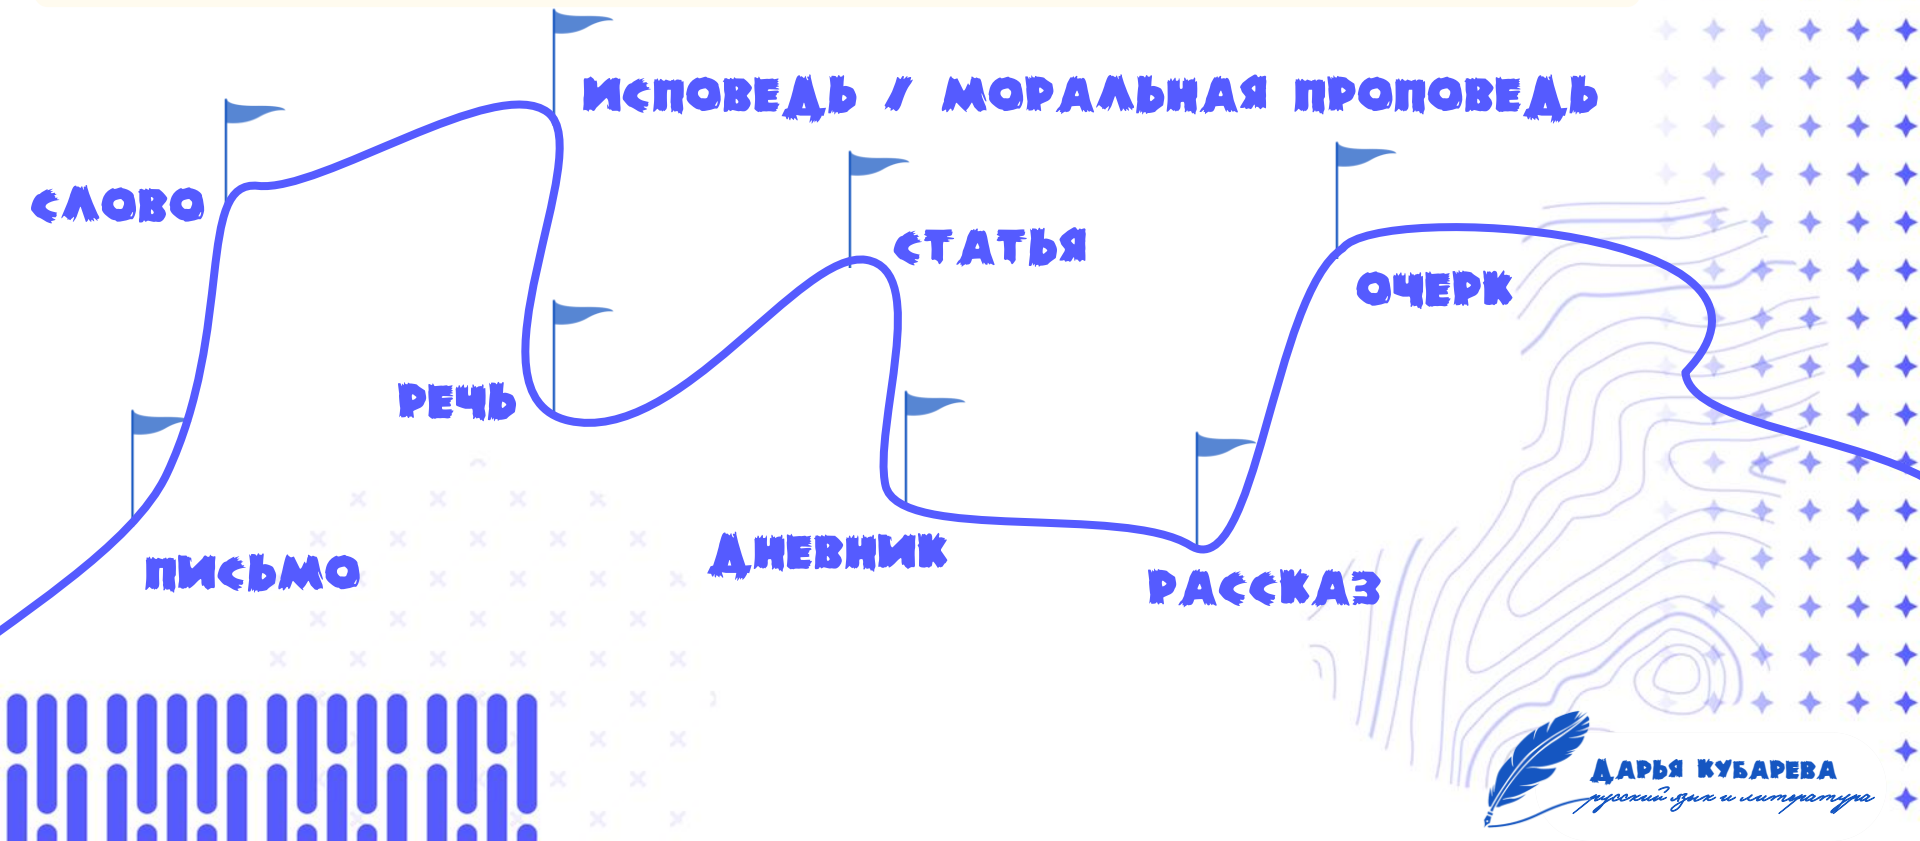 ИСПОВЕДЬ / МОРАЛЬНАЯ ПРОПОВЕДЬ
СЛОВО
СТАТЬЯ
ОЧЕРК
РЕЧЬ
ДНЕВНИК
ПИСЬМО
РАССКАЗ
ДАРЬЯ КУБАРЕВА
русский язык и литература